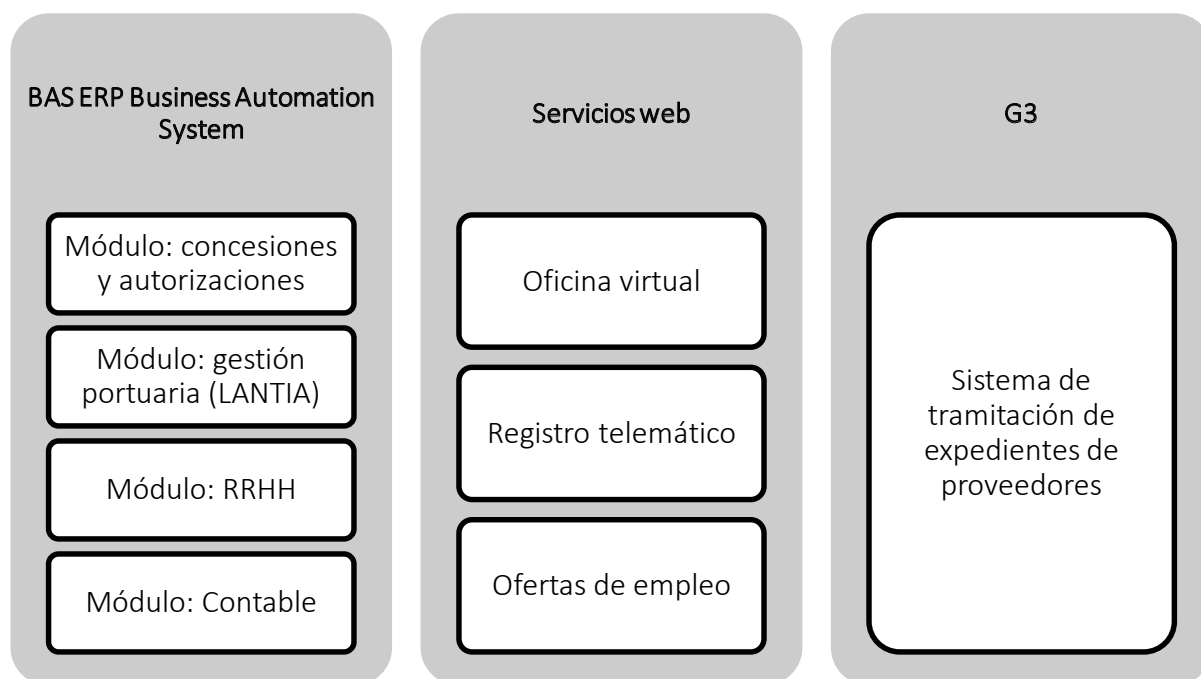 BAS ERP Business Automation
System
Módulo: concesiones
y autorizaciones
Módulo: gestión
portuaria (LANTIA)
Módulo: RRHH
Módulo: Contable
Servicios web
Oficina virtual
Registro telemático
Ofertas de empleo
G3
Sistema de
tramitación de
expedientes de
proveedores